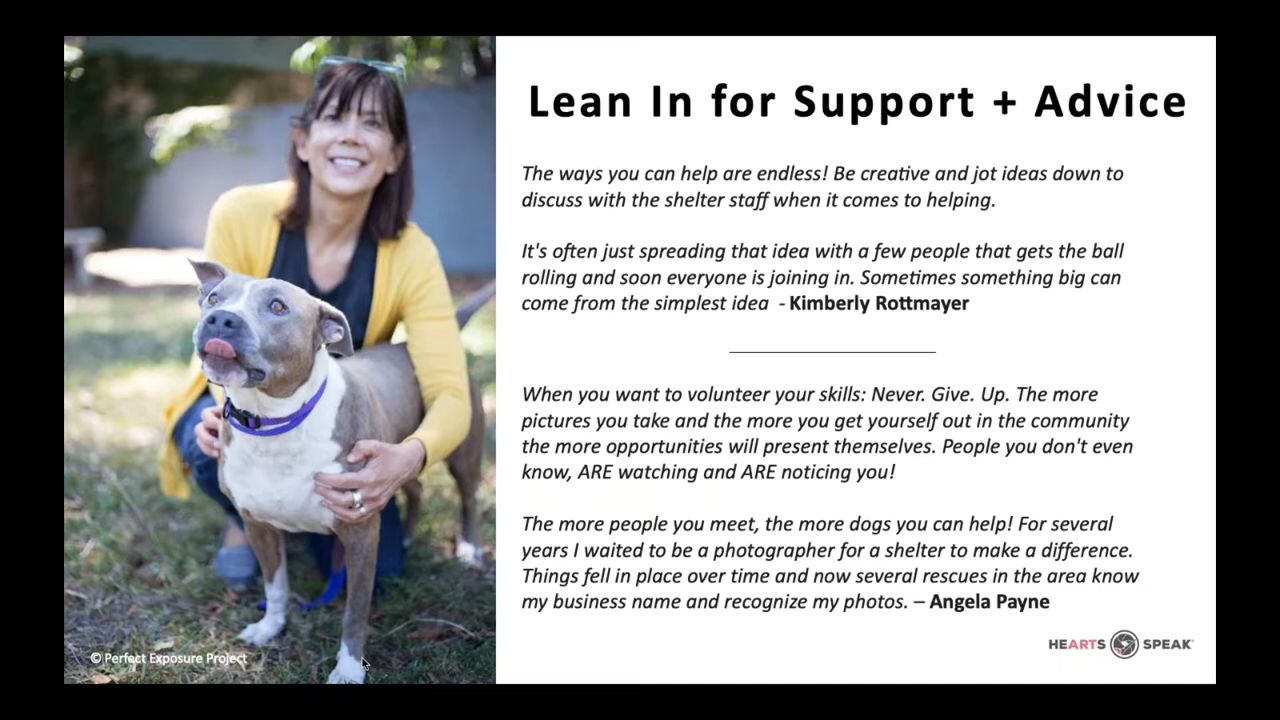 Lean In for Support + Advice
The ways you can help are endless! Be creative and jot ideas down to
discuss with the shelter staff when it comes to helping.
It's often just spreading that idea with a few people that gets the ball
rolling and soon everyone is joining in. Sometimes something big can
come from the simplest idea - Kimberly Rottmayer
When you want to volunteer your skills: Never. Give. Up. The more
pictures you take and the more you get yourself out in the community
the more opportunities will present themselves. People you don't even
know, ARE watching and ARE noticing you!
The more people you meet, the more dogs you can help! For several
years I waited to be a photographer for a shelter to make a difference.
Things fell in place over time and now several rescues in the area know
my business name and recognize my photos. – Angela Payne
HEARTS SPEAK
© Perfect Exposure Project